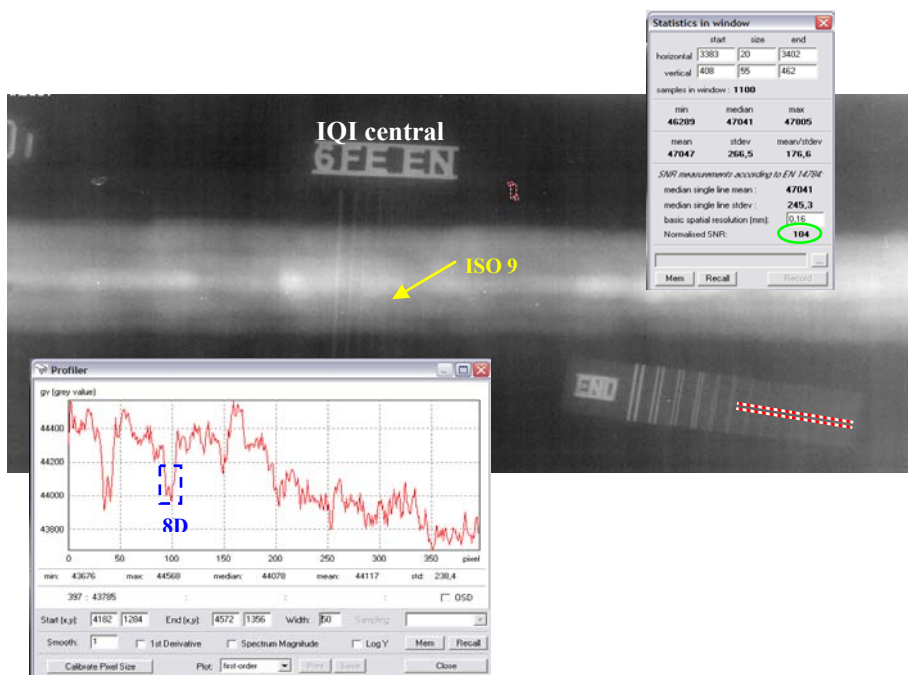 Statistics in window
start size end
horizontal 3383 20 3402
vertical 408 55 462
samples in window : 1100
min median max
46289 47041 47805
mean stdev mean/stdev
47047 266,5 176,6
SNR measurements according to EN 14784:
median single line mean : 47041
median single line stdev : 245,3
basic spatial resolution (mm): 0,16
Normalised SNR: 104
...
Mem Recall Record
IQI central
6 FE EN
ISO 9
END
Profiler
gv (grey value)
44400
44200
44000
43800
8D
0 50 100 150 200 250 300 350 pixel
min: 43676 max: 44568 median: 44078 mean: 44117 std: 238,4
397 : 43785 : : : OSD
Start (x,y): 4182 1284 End (x,y): 4572 1356 Width: 50 Sampling
Smooth: 1 1st Derivative Spectrum Magnitude Log Y Mem Recall
Calibrate Pixel Size Plot: first-order Print Save Close